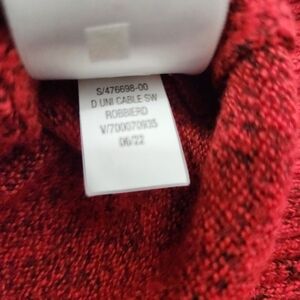 S/476698-00
D UNI CABLE SW
ROBBIERD
V/700070935
06/22